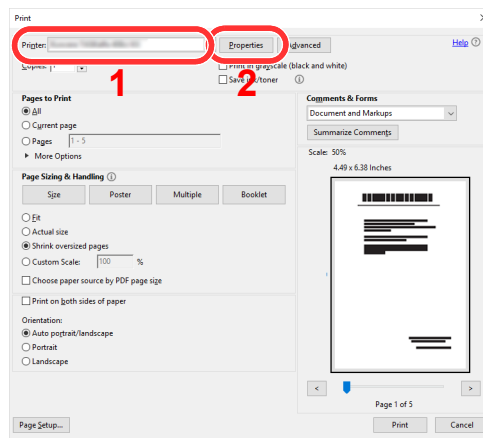 Print
Printer:
Properties
Advanced
Help
Copies: 1
Print in grayscale (black and white)
Save ink/toner
1
2
Pages to Print
All
Current page
Pages 1 - 5
More Options
Page Sizing & Handling
Size Poster Multiple Booklet
Fit
Actual size
Shrink oversized pages
Custom Scale: 100 %
Choose paper source by PDF page size
Print on both sides of paper
Orientation:
Auto portrait/landscape
Portrait
Landscape
Comments & Forms
Document and Markups
Summarize Comments
Scale: 50%
4.49 x 6.38 Inches
<
>
Page 1 of 5
Page Setup...
Print
Cancel